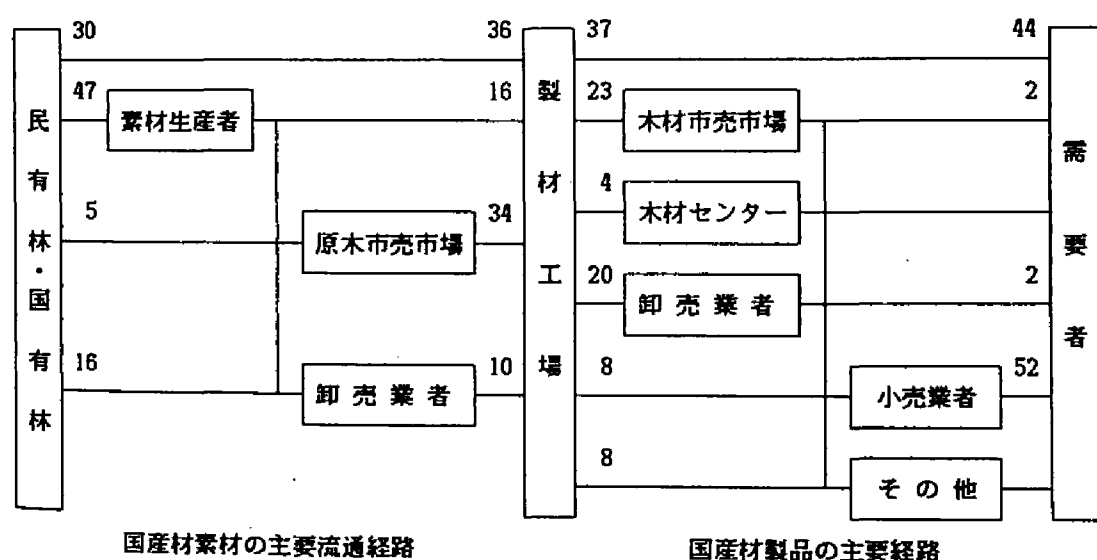 30 36 37 44
47 素材生産者 16 23 木材市売市場 2
民有林・国有林
製材工場
需要者
5 原木市売市場 34 4 木材センター
20 卸売業者 2
16 卸売業者 10 8 小売業者 52
8 その他
国産材素材の主要流通経路 国産材製品の主要経路